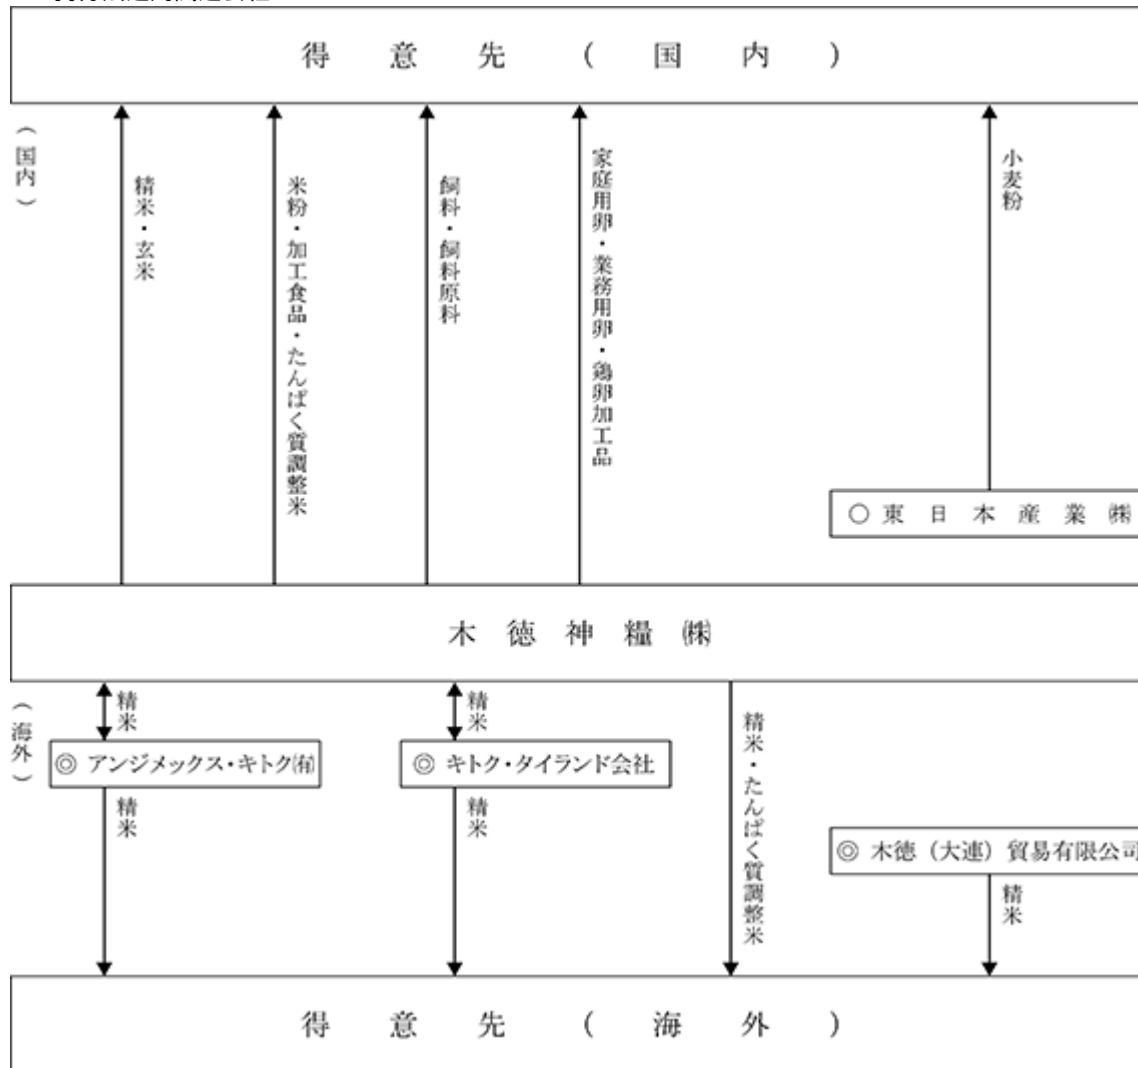 得意先(国内)
(国内)
精米・玄米
米粉・加工食品・たんぱく質調整米
飼料・飼料原料
家庭用卵・業務用卵・鶏卵加工品
小麦粉
○東日本産業㈱
木徳神糧㈱
(海外)
精米
精米
◎ アンジメックス・キトク㈲
◎ キトク・タイランド会社
精米・たんぱく質調整米
精米
精米
◎ 木徳(大連)貿易有限公司
精米
得意先(海外)